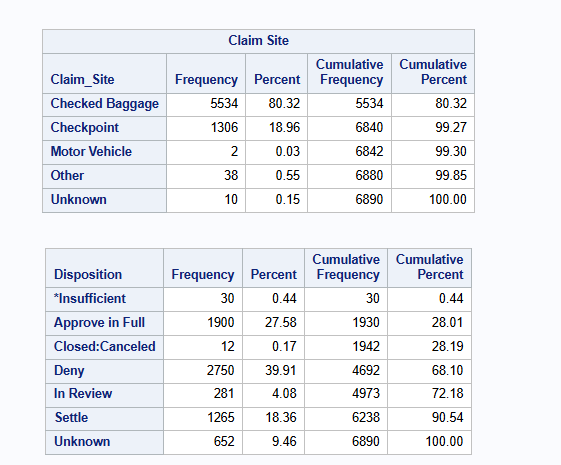 Claim Site
Claim_Site Frequency Percent Cumulative Frequency Cumulative Percent
Checked Baggage 5534 80.32 5534 80.32
Checkpoint 1306 18.96 6840 99.27
Motor Vehicle 2 0.03 6842 99.30
Other 38 0.55 6880 99.85
Unknown 10 0.15 6890 100.00
Disposition Frequency Percent Cumulative Frequency Cumulative Percent
*Insufficient 30 0.44 30 0.44
Approve in Full 1900 27.58 1930 28.01
Closed:Canceled 12 0.17 1942 28.19
Deny 2750 39.91 4692 68.10
In Review 281 4.08 4973 72.18
Settle 1265 18.36 6238 90.54
Unknown 652 9.46 6890 100.00